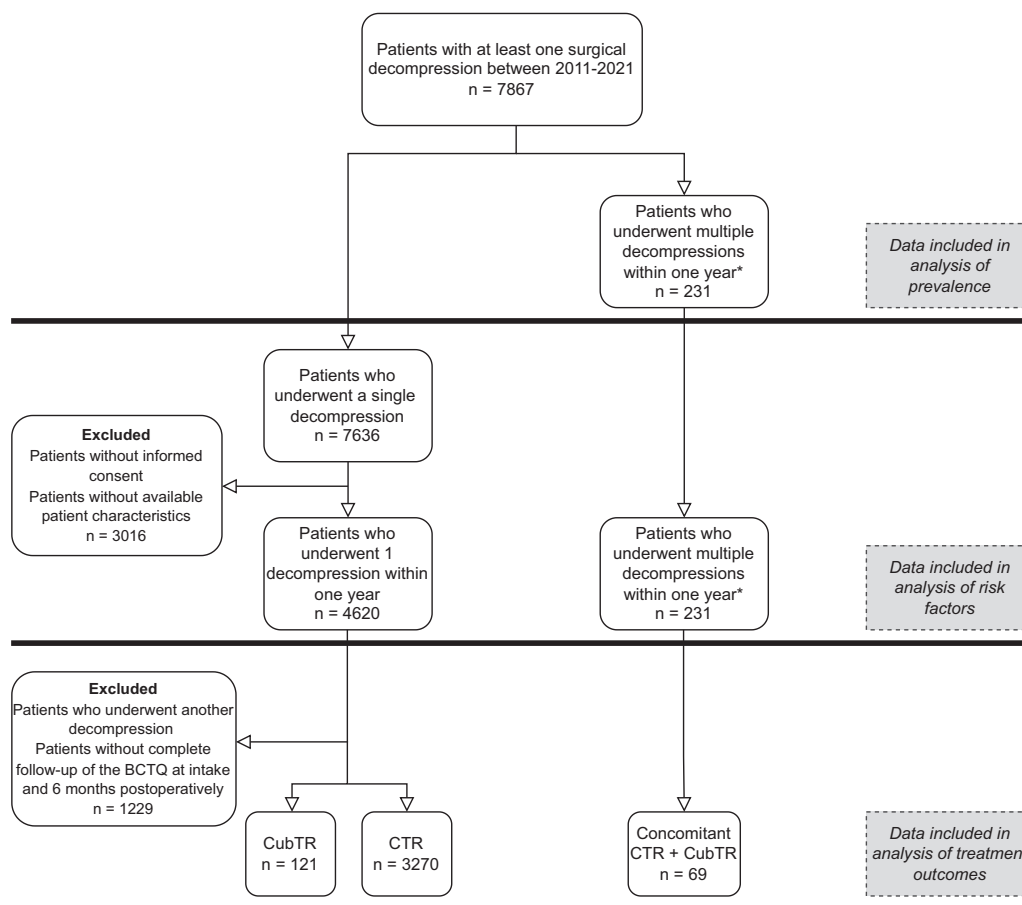 Patients with at least one surgical
decompression between 2011-2021
n = 7867
Patients who
underwent multiple
decompressions
within one year*
n = 231
Data included in
analysis of
prevalence
Patients who
underwent a single
decompression
n = 7636
Excluded
Patients without informed
consent
Patients without available
patient characteristics
n = 3016
Patients who
underwent 1
decompression within
one year
n = 4620
Patients who
underwent multiple
decompressions
within one year*
n = 231
Data included in
analysis of risk
factors
Excluded
Patients who underwent another
decompression
Patients without complete
follow-up of the BCTQ at intake
and 6 months postoperatively
n = 1229
CubTR
n = 121
CTR
n = 3270
Concomitant
CTR + CubTR
n = 69
Data included in
analysis of treatment
outcomes